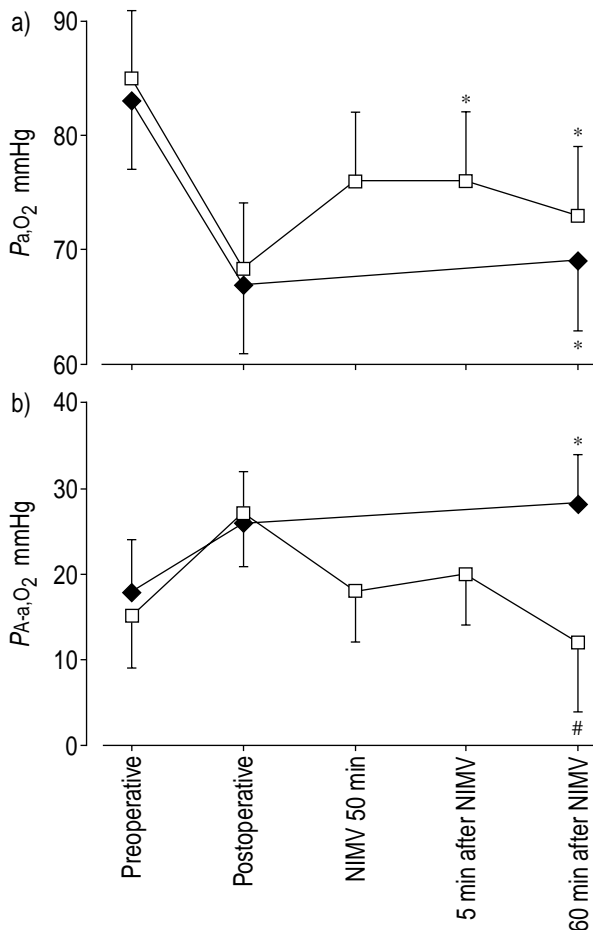 a)
90
80
70
60
Pa,O2 mmHg
*
*
*
b)
40
30
20
10
0
PA-a,O2 mmHg
*
#
Preoperative
Postoperative
NIMV 50 min
5 min after NIMV
60 min after NIMV